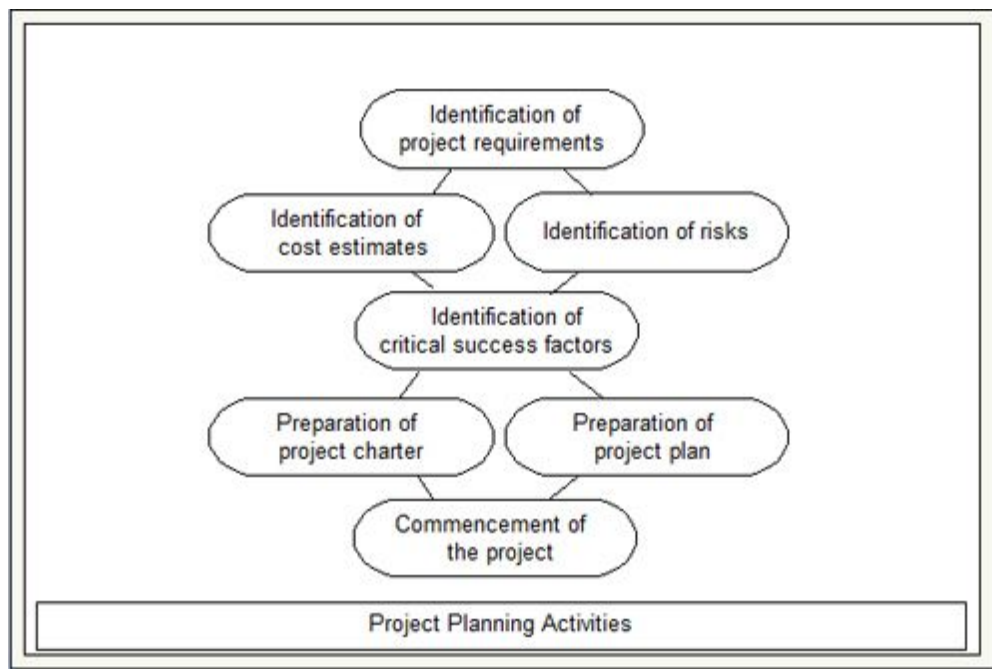 Identification of
project requirements
Identification of
cost estimates
Identification of risks
Identification of
critical success factors
Preparation of
project charter
Preparation of
project plan
Commencement of
the project
Project Planning Activities